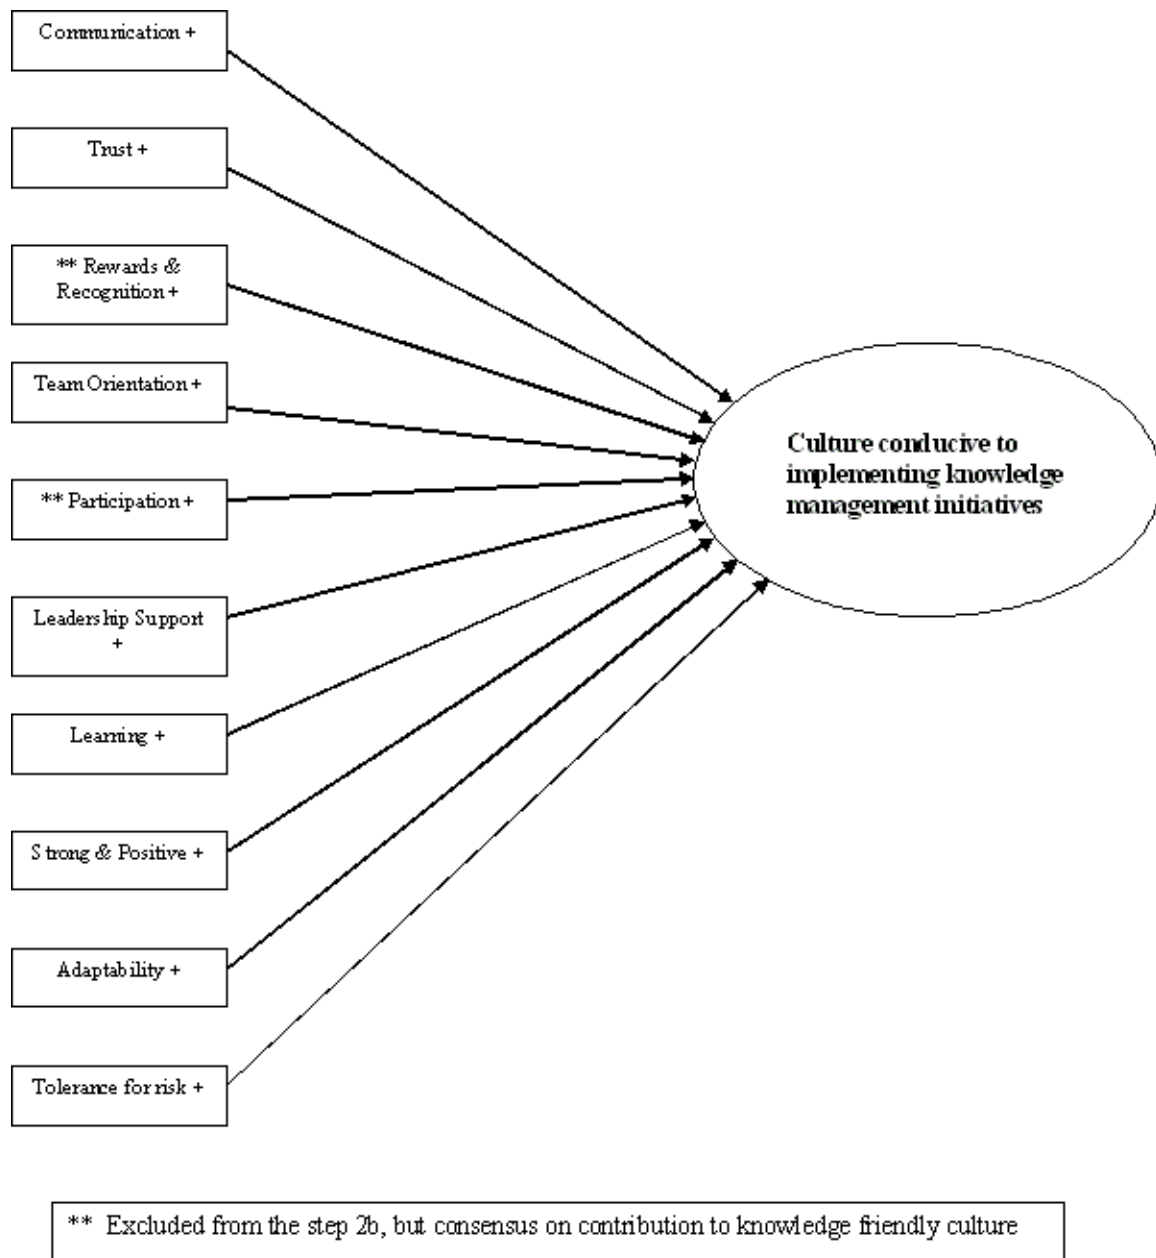 Communication +
Trust +
** Rewards &
Recognition +
Team Orientation +
** Participation +
Leadership Support
+
Learning +
Strong & Positive +
Adaptability +
Tolerance for risk +
Culture conducive to
implementing knowledge
management initiatives
** Excluded from the step 2b, but consensus on contribution to knowledge friendly culture